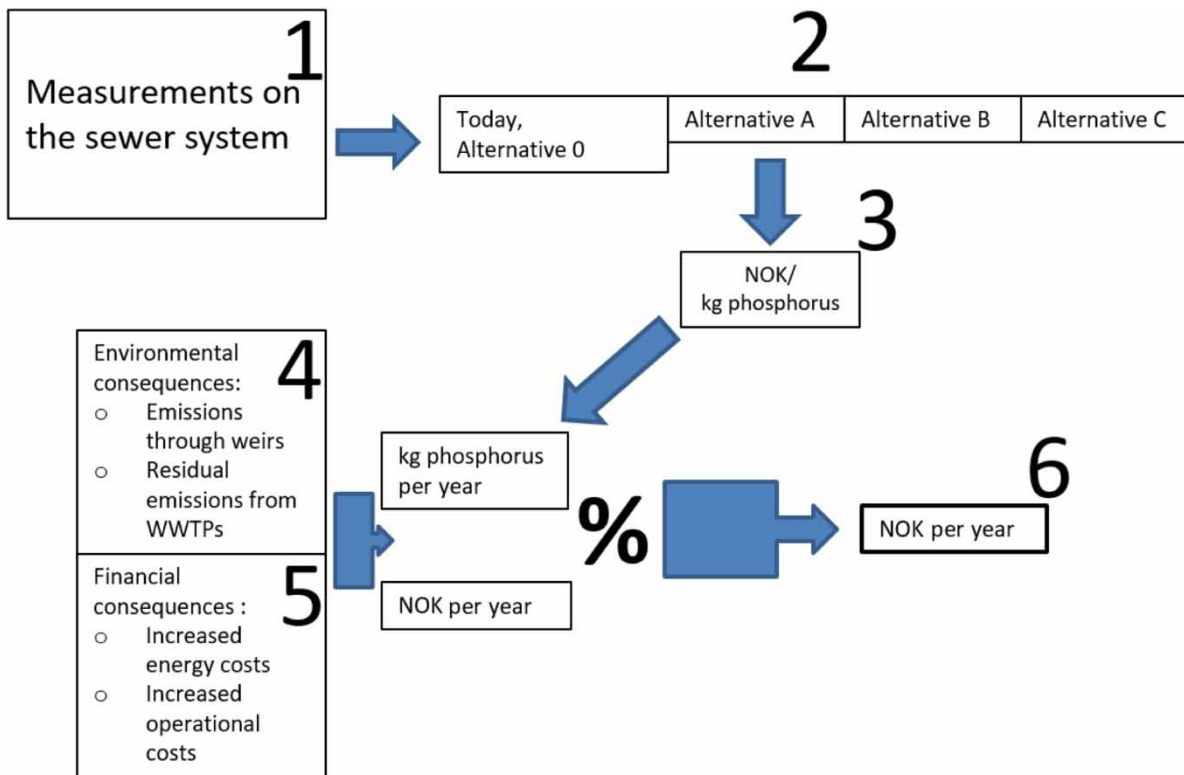 1
Measurements on
the sewer system
2
Today,
Alternative 0
Alternative A
Alternative B
Alternative C
3
NOK/
kg phosphorus
4
Environmental
consequences:
o Emissions
through weirs
o Residual
emissions from
WWTPs
5
Financial
consequences :
o Increased
energy costs
o Increased
operational
costs
kg phosphorus
per year
%
NOK per year
6
NOK per year